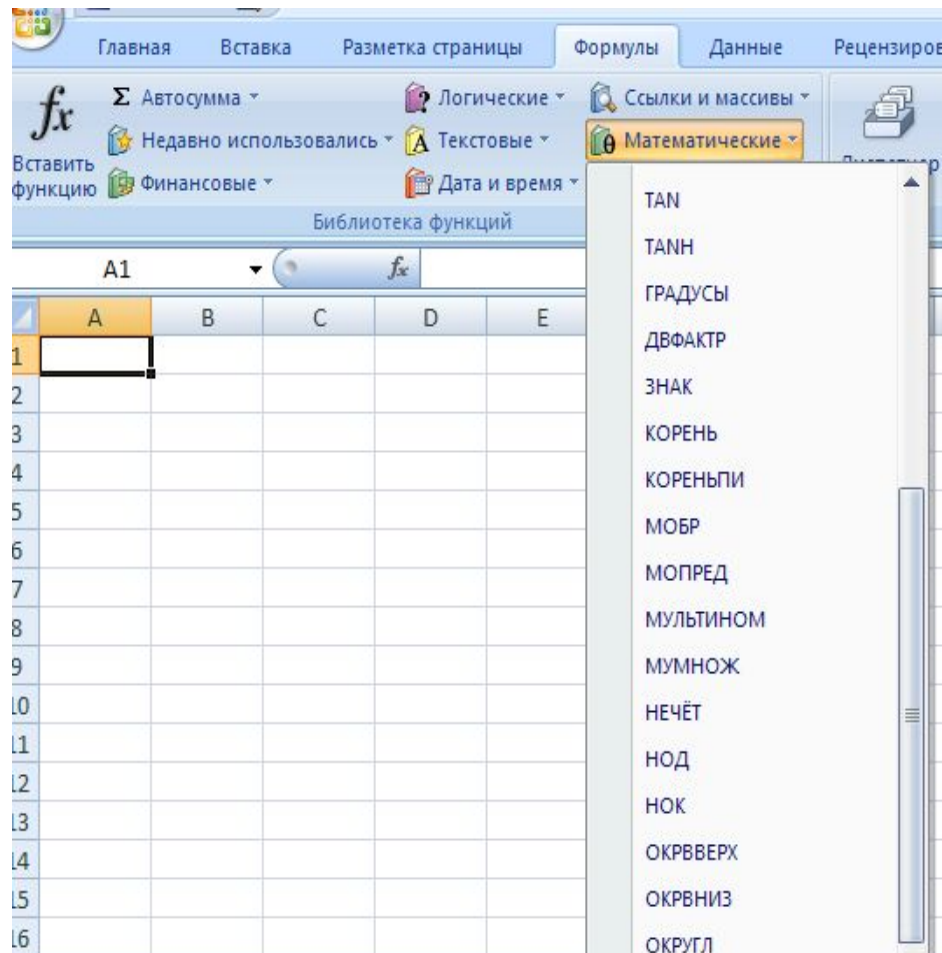 Главная Вставка Разметка страницы Формулы Данные
fx Σ Автосумма Логические Ссылки и массивы
Недавно использовались Текстовые Математические
Вставить
функцию Финансовые Дата и время
Библиотека функций
A1 fx
A B C D E
1
2
3
4
5
6
7
8
9
10
11
12
13
14
15
16
TAN
TANH
ГРАДУСЫ
ДВФАКТР
ЗНАК
КОРЕНЬ
КОРЕНЬПИ
МОБР
МОПРЕД
МУЛЬТИНОМ
МУМНОЖ
НЕЧЁТ
НОД
НОК
ОКРВВЕРХ
ОКРВНИЗ
ОКРУГЛ